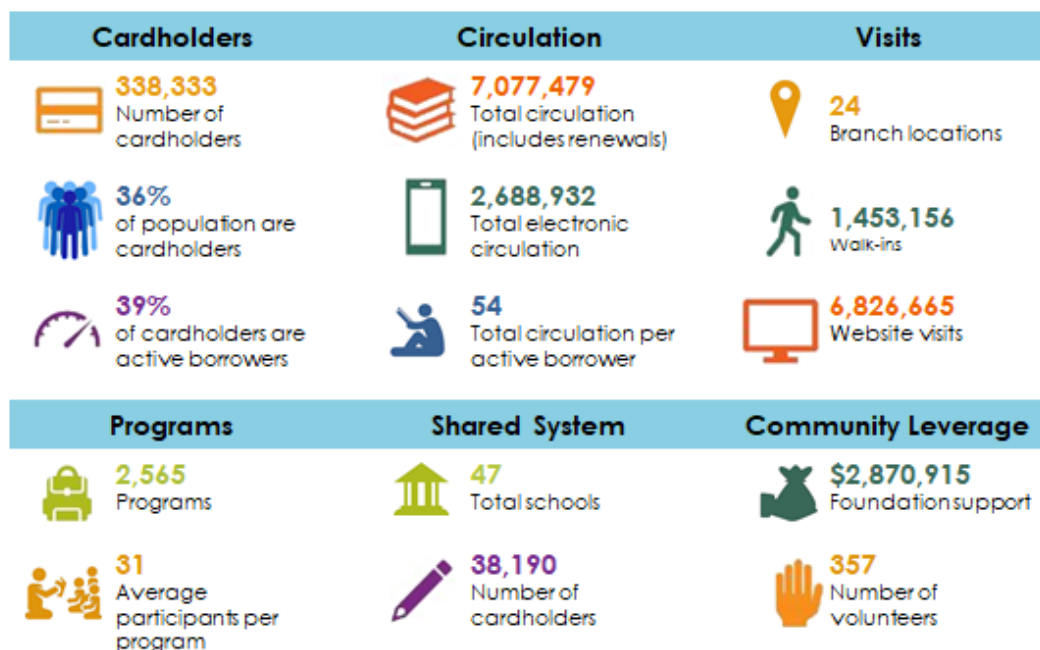 Cardholders
Circulation
Visits
338,333
Number of
cardholders
7,077,479
Total circulation
(includes renewals)
24
Branch locations
36%
of population are
cardholders
2,688,932
Total electronic
circulation
1,453,156
Walk-ins
39%
of cardholders are
active borrowers
54
Total circulation per
active borrower
6,826,665
Website visits
Programs
Shared System
Community Leverage
2,565
Programs
47
Total schools
$2,870,915
Foundation support
31
Average
participants per
program
38,190
Number of
cardholders
357
Number of
volunteers